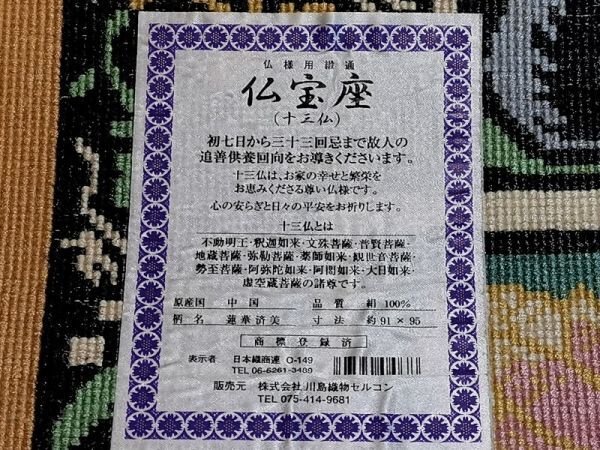 仏様用緞通
仏宝座
(十三仏)
初七日から三十三回忌まで故人の
追善供養回向をお導きくださいます。
十三仏は、お家の幸せと繁栄を
お恵みくださる尊い仏様です。
心の安らぎと日々の平安をお祈りします。
十三仏とは
不動明王・釈迦如来・文殊菩薩・普賢菩薩・
地蔵菩薩・弥勒菩薩・薬師如来・観世音菩薩・
勢至菩薩・阿弥陀如来・阿閦如来・大日如来・
虚空蔵菩薩の諸尊です。
原産国 中国 品質 絹100%
柄名 蓮華済美 寸法 約91×95
商標登録済
表示者 日本織商連 O-149
TEL 06-6261-3489
販売元 株式会社川島織物セルコン
TEL 075-414-9681